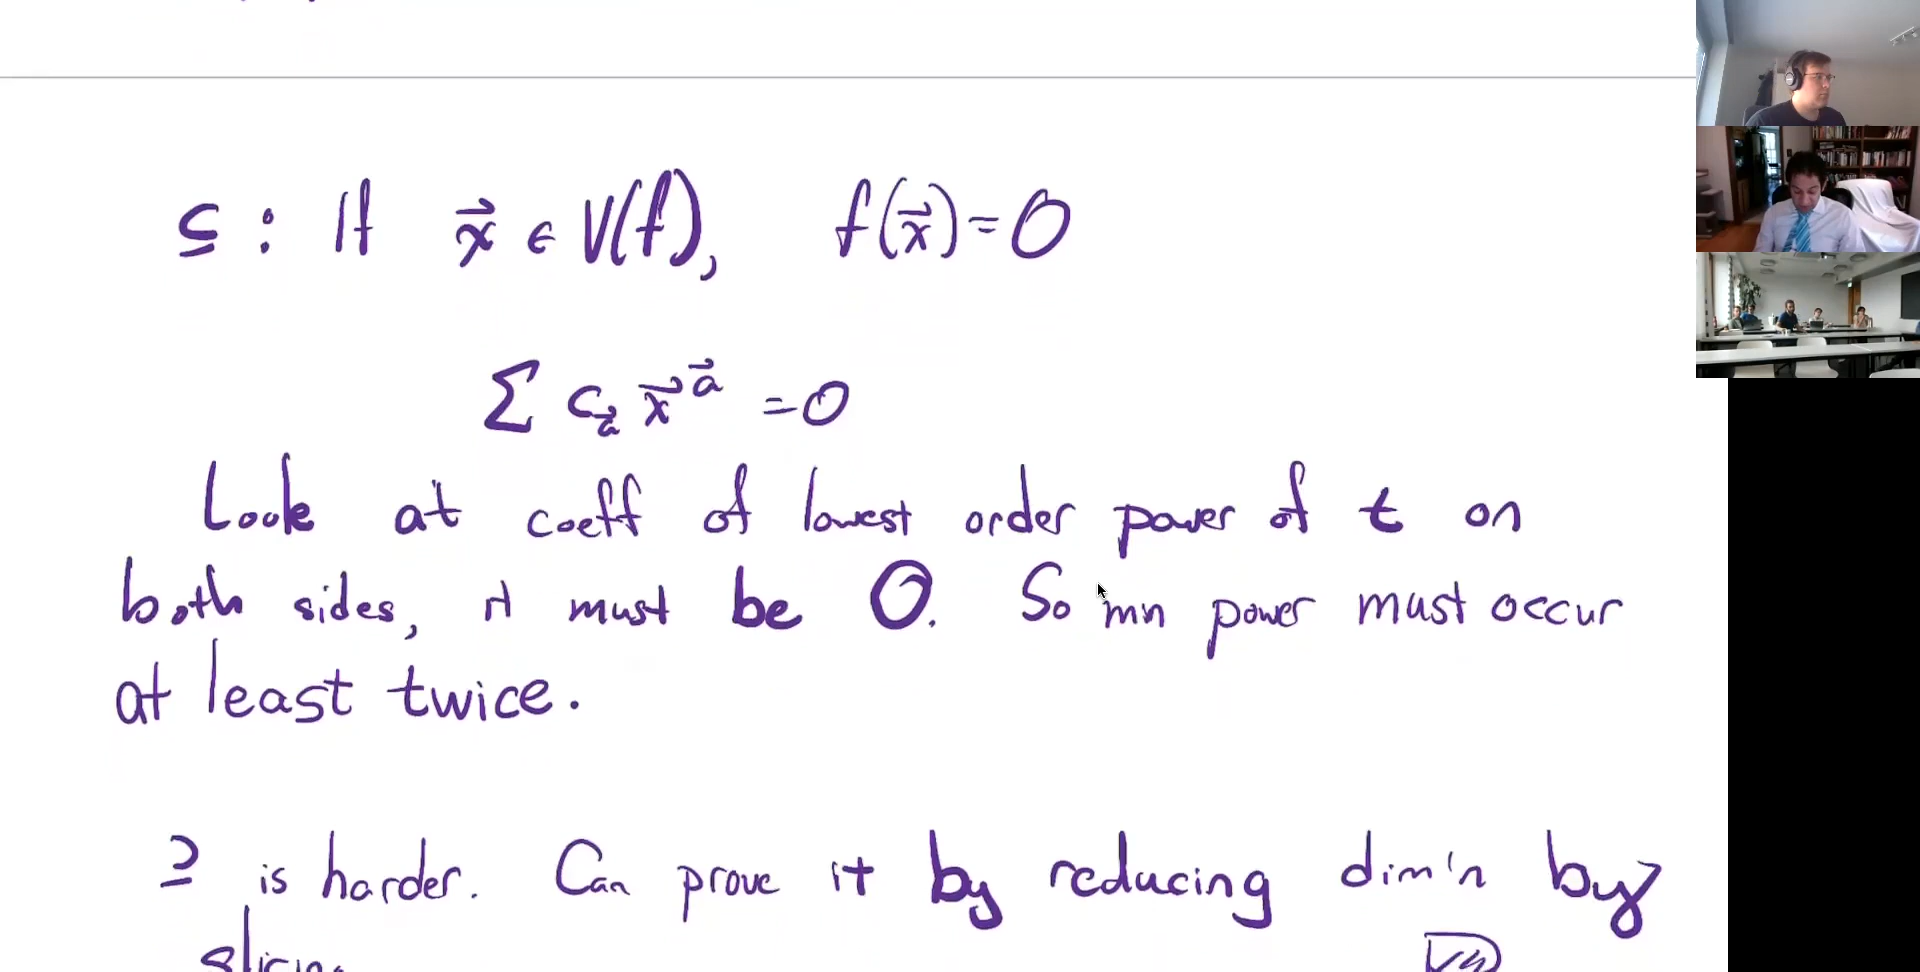 ⊆ : If x⃗ ∈ V(f), f(x⃗)=0
Σ c_a⃗ x⃗^a⃗ =0
Look at coeff of lowest order power of t on
both sides, it must be 0. So min power must occur
at least twice.
⊇ is harder. Can prove it by reducing dim'n by
slicing